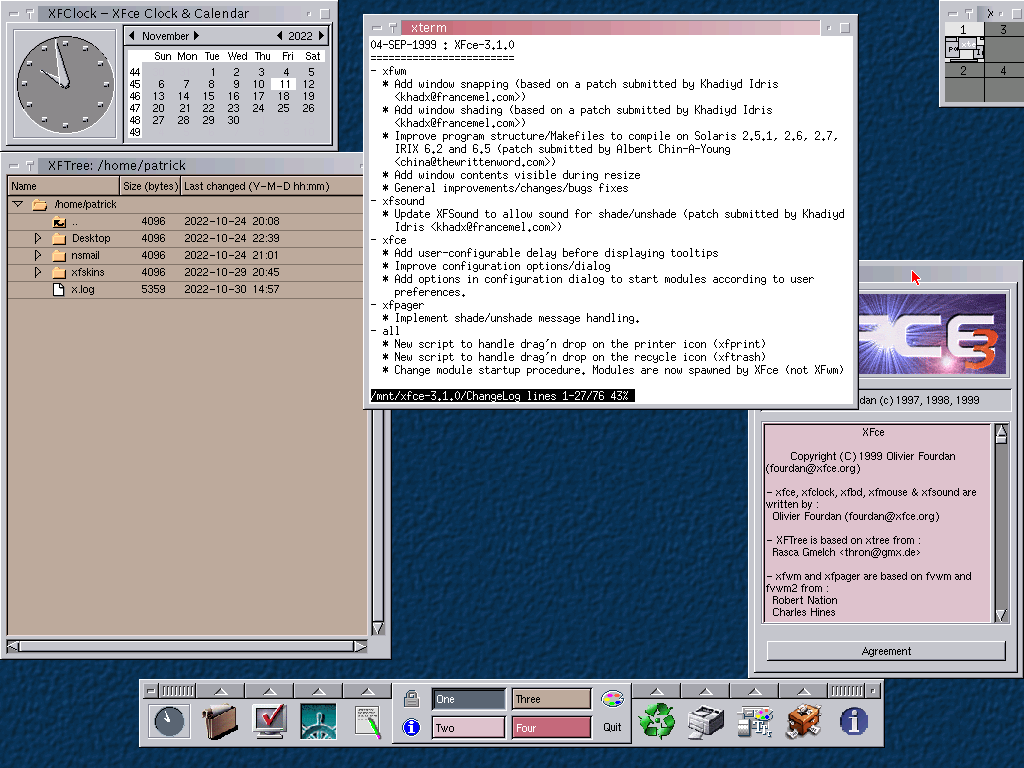 XFClock – XFce Clock & Calendar
November
2022
Sun Mon Tue Wed Thu Fri Sat
44 1 2 3 4 5
45 6 7 8 9 10 11 12
46 13 14 15 16 17 18 19
47 20 21 22 23 24 25 26
48 27 28 29 30
49
XFTree: /home/patrick
Name Size (bytes) Last changed (Y-M-D hh:mm)
/home/patrick
.. 4096 2022-10-24 20:08
Desktop 4096 2022-10-24 22:39
nsmail 4096 2022-10-24 21:01
xfskins 4096 2022-10-29 20:45
x.log 5359 2022-10-30 14:57
xterm
04-SEP-1999 : XFce-3.1.0
========================
- xfwm
* Add window snapping (based on a patch submitted by Khadiyd Idris
<khadx@francemel.com>)
* Add window shading (based on a patch submitted by Khadiyd Idris
<khadx@francemel.com>)
* Improve program structure/Makefiles to compile on Solaris 2.5.1, 2.6, 2.7,
IRIX 6.2 and 6.5 (patch submitted by Albert Chin-A-Young
<china@thewrittenword.com>)
* Add window contents visible during resize
* General improvements/changes/bugs fixes
- xfsound
* Update XFSound to allow sound for shade/unshade (patch submitted by Khadiyd
Idris <khadx@francemel.com>)
- xfce
* Add user-configurable delay before displaying tooltips
* Improve configuration options/dialog
* Add options in configuration dialog to start modules according to user
preferences.
- xfpager
* Implement shade/unshade message handling.
- all
* New script to handle drag'n drop on the printer icon (xfprint)
* New script to handle drag'n drop on the recycle icon (xftrash)
* Change module startup procedure. Modules are now spawned by XFce (not XFwm)
/mnt/xfce-3.1.0/ChangeLog lines 1-27/76 43%
X
1 3
2 4
FCE 3
dan (c) 1997, 1998, 1999
XFce
Copyright (C) 1999 Olivier Fourdan
(fourdan@xfce.org)
– xfce, xfclock, xfbd, xfmouse & xfsound are
written by :
Olivier Fourdan (fourdan@xfce.org)
– XFTree is based on xtree from :
Rasca Gmelch <thron@gmx.de>
– xfwm and xfpager are based on fvwm and
fvwm2 from :
Robert Nation
Charles Hines
Agreement
One Three
Two Four Quit